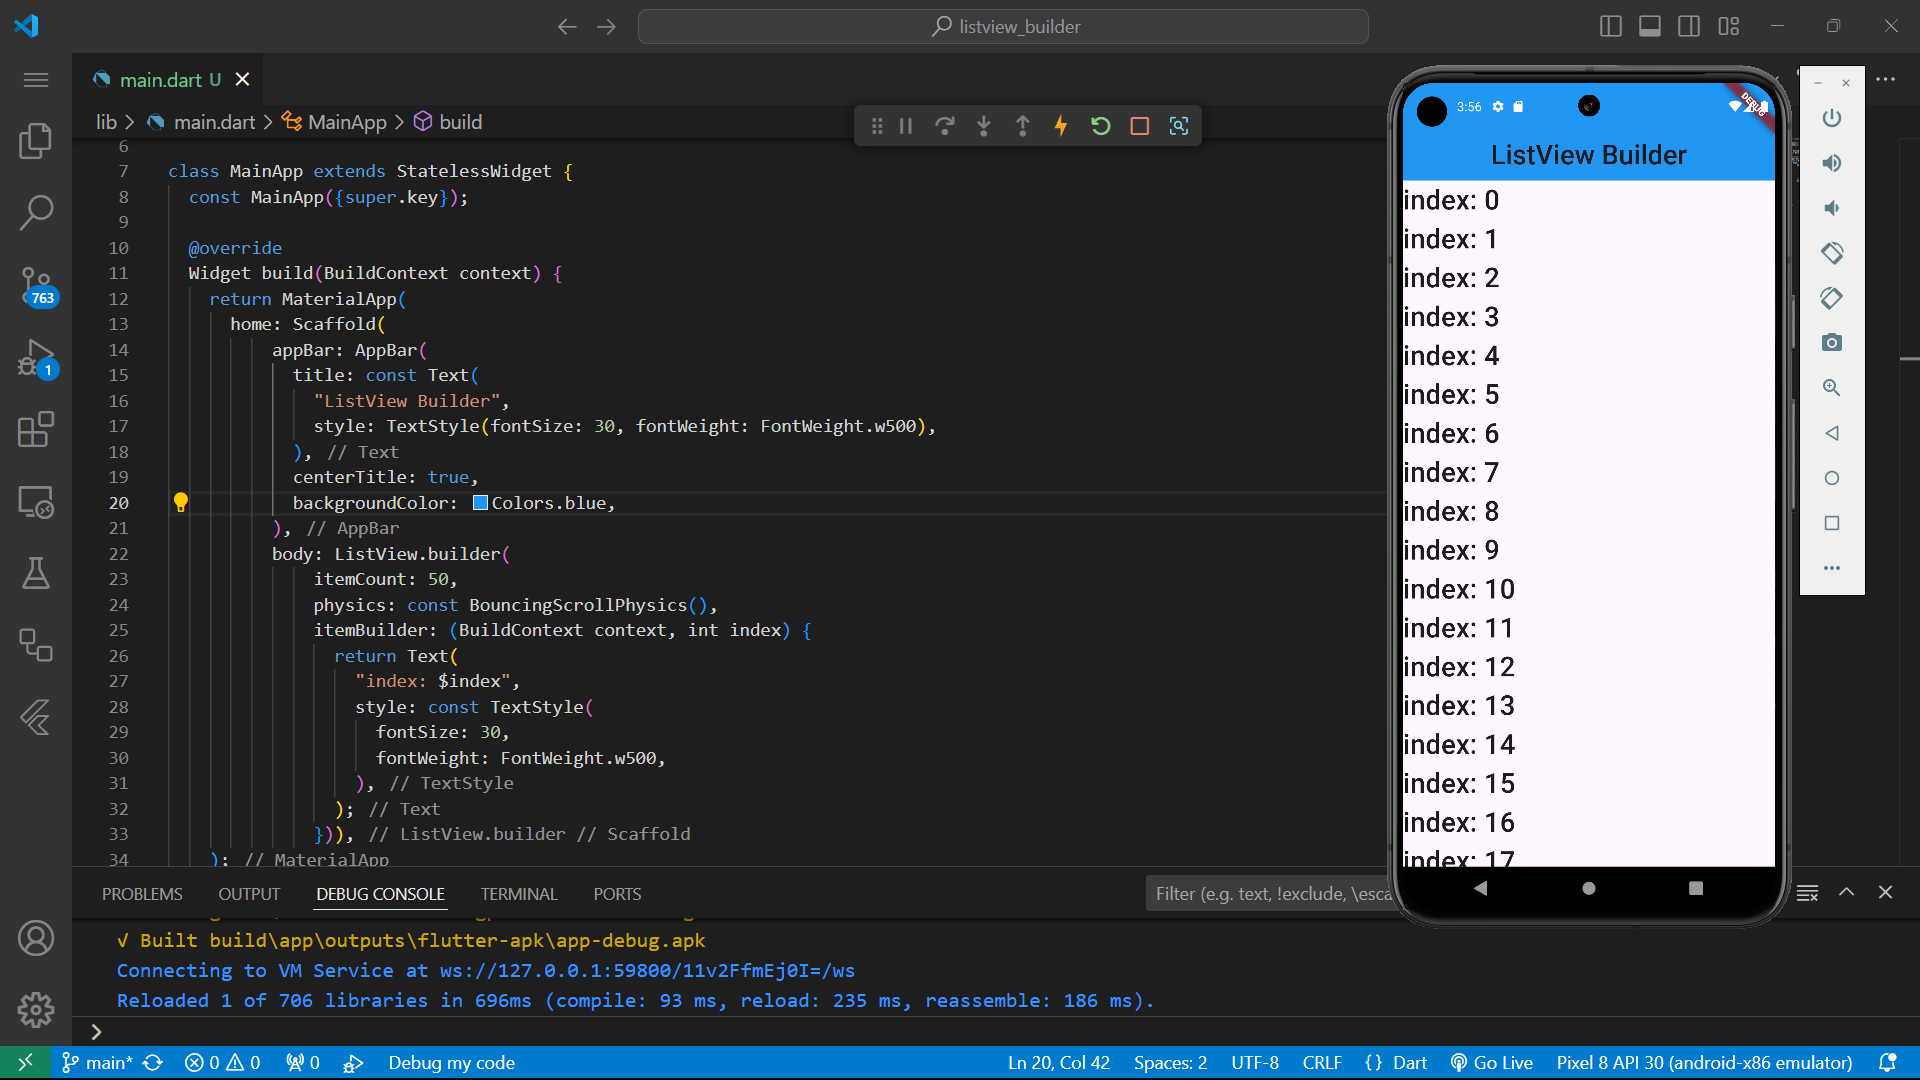 listview_builder
main.dart U
lib > main.dart > MainApp > build
6
7 class MainApp extends StatelessWidget {
8 const MainApp({super.key});
9
10 @override
11 Widget build(BuildContext context) {
12 return MaterialApp(
13 home: Scaffold(
14 appBar: AppBar(
15 title: const Text(
16 "ListView Builder",
17 style: TextStyle(fontSize: 30, fontWeight: FontWeight.w500),
18 ), // Text
19 centerTitle: true,
20 backgroundColor: Colors.blue,
21 ), // AppBar
22 body: ListView.builder(
23 itemCount: 50,
24 physics: const BouncingScrollPhysics(),
25 itemBuilder: (BuildContext context, int index) {
26 return Text(
27 "index: $index",
28 style: const TextStyle(
29 fontSize: 30,
30 fontWeight: FontWeight.w500,
31 ), // TextStyle
32 ); // Text
33 })), // ListView.builder // Scaffold
34 ); // MaterialApp
763
1
3:56
DEBUG
ListView Builder
index: 0
index: 1
index: 2
index: 3
index: 4
index: 5
index: 6
index: 7
index: 8
index: 9
index: 10
index: 11
index: 12
index: 13
index: 14
index: 15
index: 16
index: 17
PROBLEMS OUTPUT DEBUG CONSOLE TERMINAL PORTS
Filter (e.g. text, !exclude, \esca
√ Built build\app\outputs\flutter-apk\app-debug.apk
Connecting to VM Service at ws://127.0.0.1:59800/11v2FfmEj0I=/ws
Reloaded 1 of 706 libraries in 696ms (compile: 93 ms, reload: 235 ms, reassemble: 186 ms).
>
main* 0 0 0 Debug my code Ln 20, Col 42 Spaces: 2 UTF-8 CRLF {} Dart Go Live Pixel 8 API 30 (android-x86 emulator)